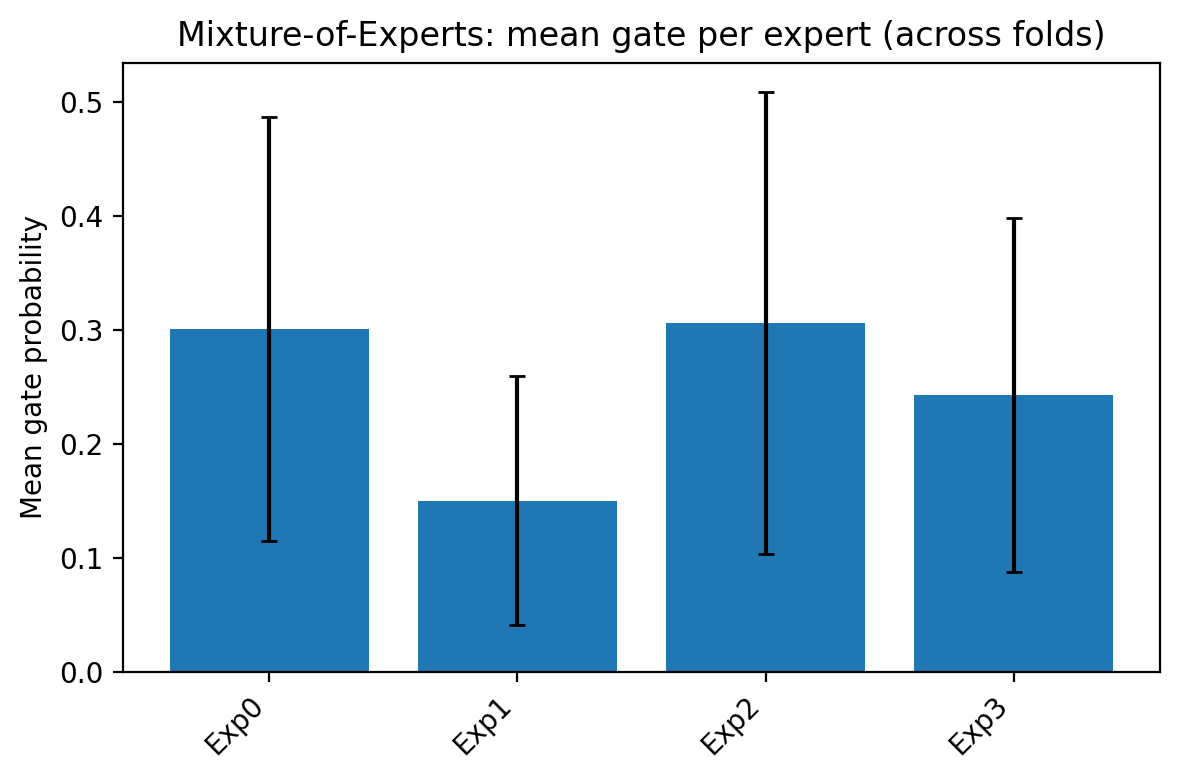 Mixture-of-Experts: mean gate per expert (across folds)
Mean gate probability
0.5
0.4
0.3
0.2
0.1
0.0
Exp0
Exp1
Exp2
Exp3